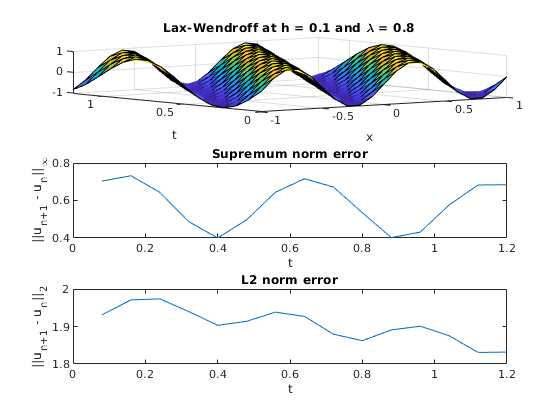 Lax-Wendroff at h = 0.1 and λ = 0.8
1
0
-1
1
0.5
0
t
-1
-0.5
0
0.5
1
x
Supremum norm error
0.8
0.6
0.4
||u_{n+1} - u_n||_∞
0 0.2 0.4 0.6 0.8 1 1.2
t
L2 norm error
2
1.9
1.8
||u_{n+1} - u_n||_2
0 0.2 0.4 0.6 0.8 1 1.2
t